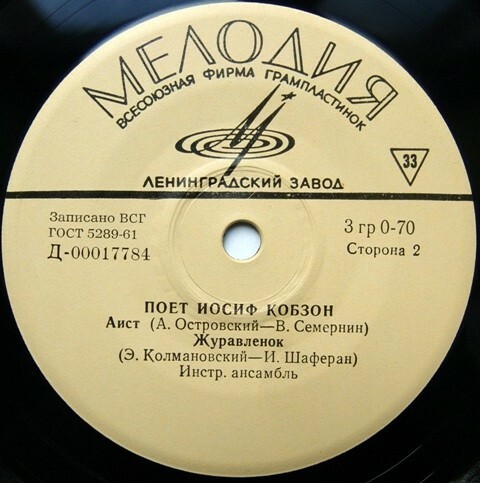 МЕЛОДИЯ
ВСЕСОЮЗНАЯ ФИРМА ГРАМПЛАСТИНОК
33
ЛЕНИНГРАДСКИЙ ЗАВОД
Записано ВСГ
ГОСТ 5289-61
Д-00017784
3 гр 0-70
Сторона 2
ПОЕТ ИОСИФ КОБЗОН
Аист (А. Островский—В. Семернин)
Журавленок
(Э. Колмановский—И. Шаферан)
Инстр. ансамбль